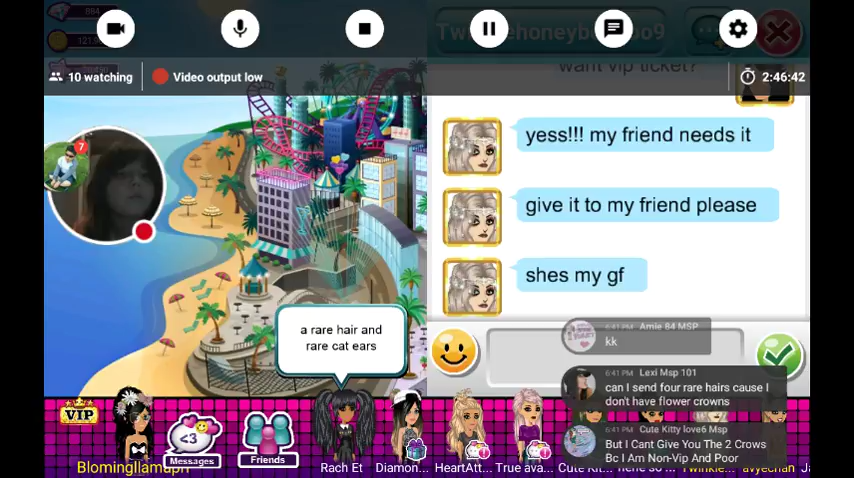 884
10 watching
Video output low
2:46:42
want vip ticket?
7
yess!!! my friend needs it
give it to my friend please
shes my gf
a rare hair and
rare cat ears
6:41 PM Amie 84 MSP
kk
6:41 PM Lexi Msp 101
can I send four rare hairs cause I
don't have flower crowns
6:41 PM Cute Kitty love6 Msp
But I Cant Give You The 2 Crows
Bc I Am Non-Vip And Poor
VIP
<3
Messages
Friends
Blomingllamaph
Rach Et
Diamon...
HeartAtt...
True ava...
Cute Kit...
Twinkle...
avyechan